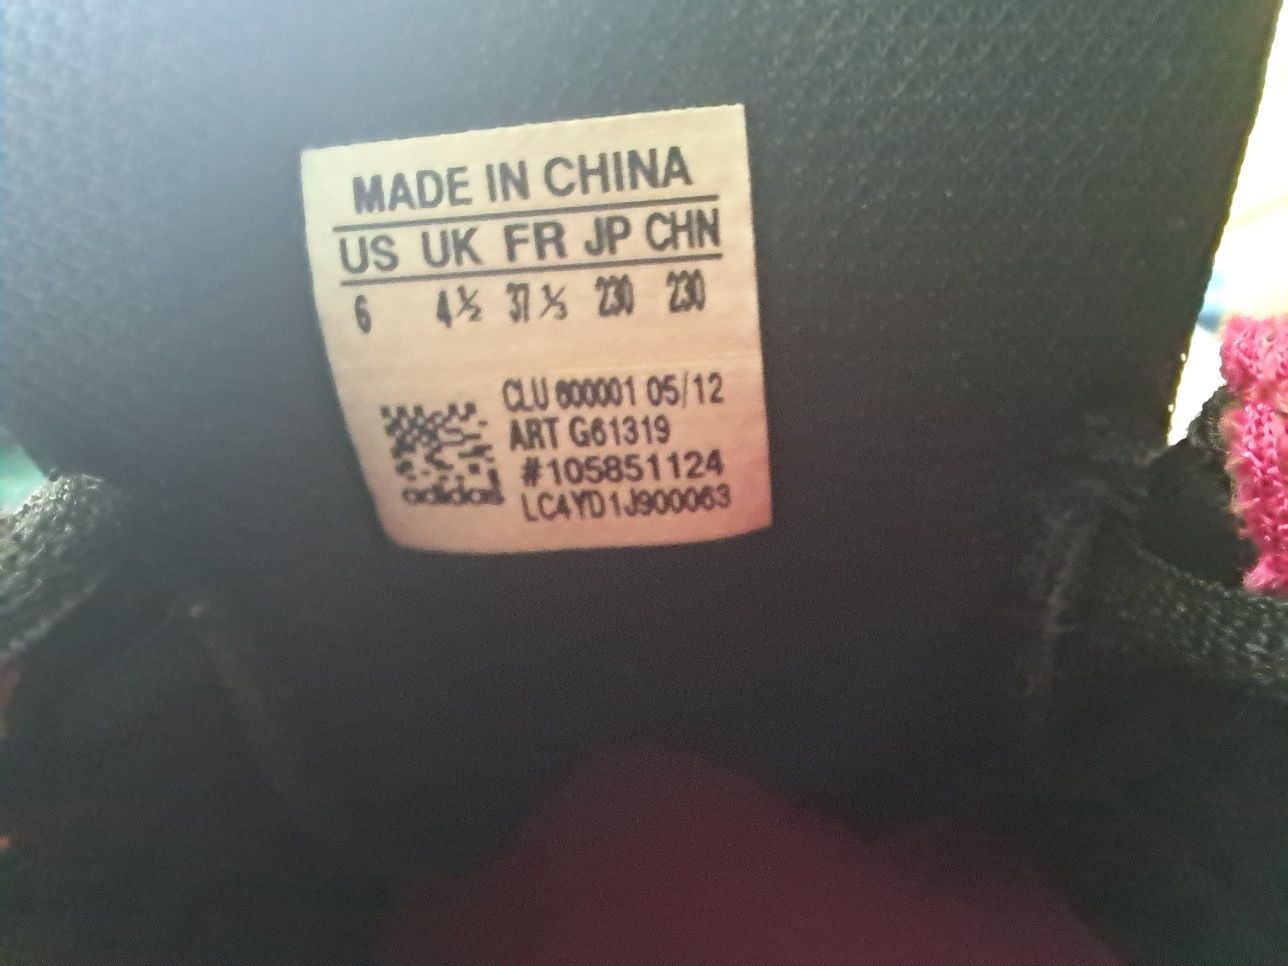 MADE IN CHINA
US UK FR JP CHN
6 4½ 37⅓ 230 230
CLU 600001 05/12
ART G61319
#105851124
LC4YD1J900063
adidas